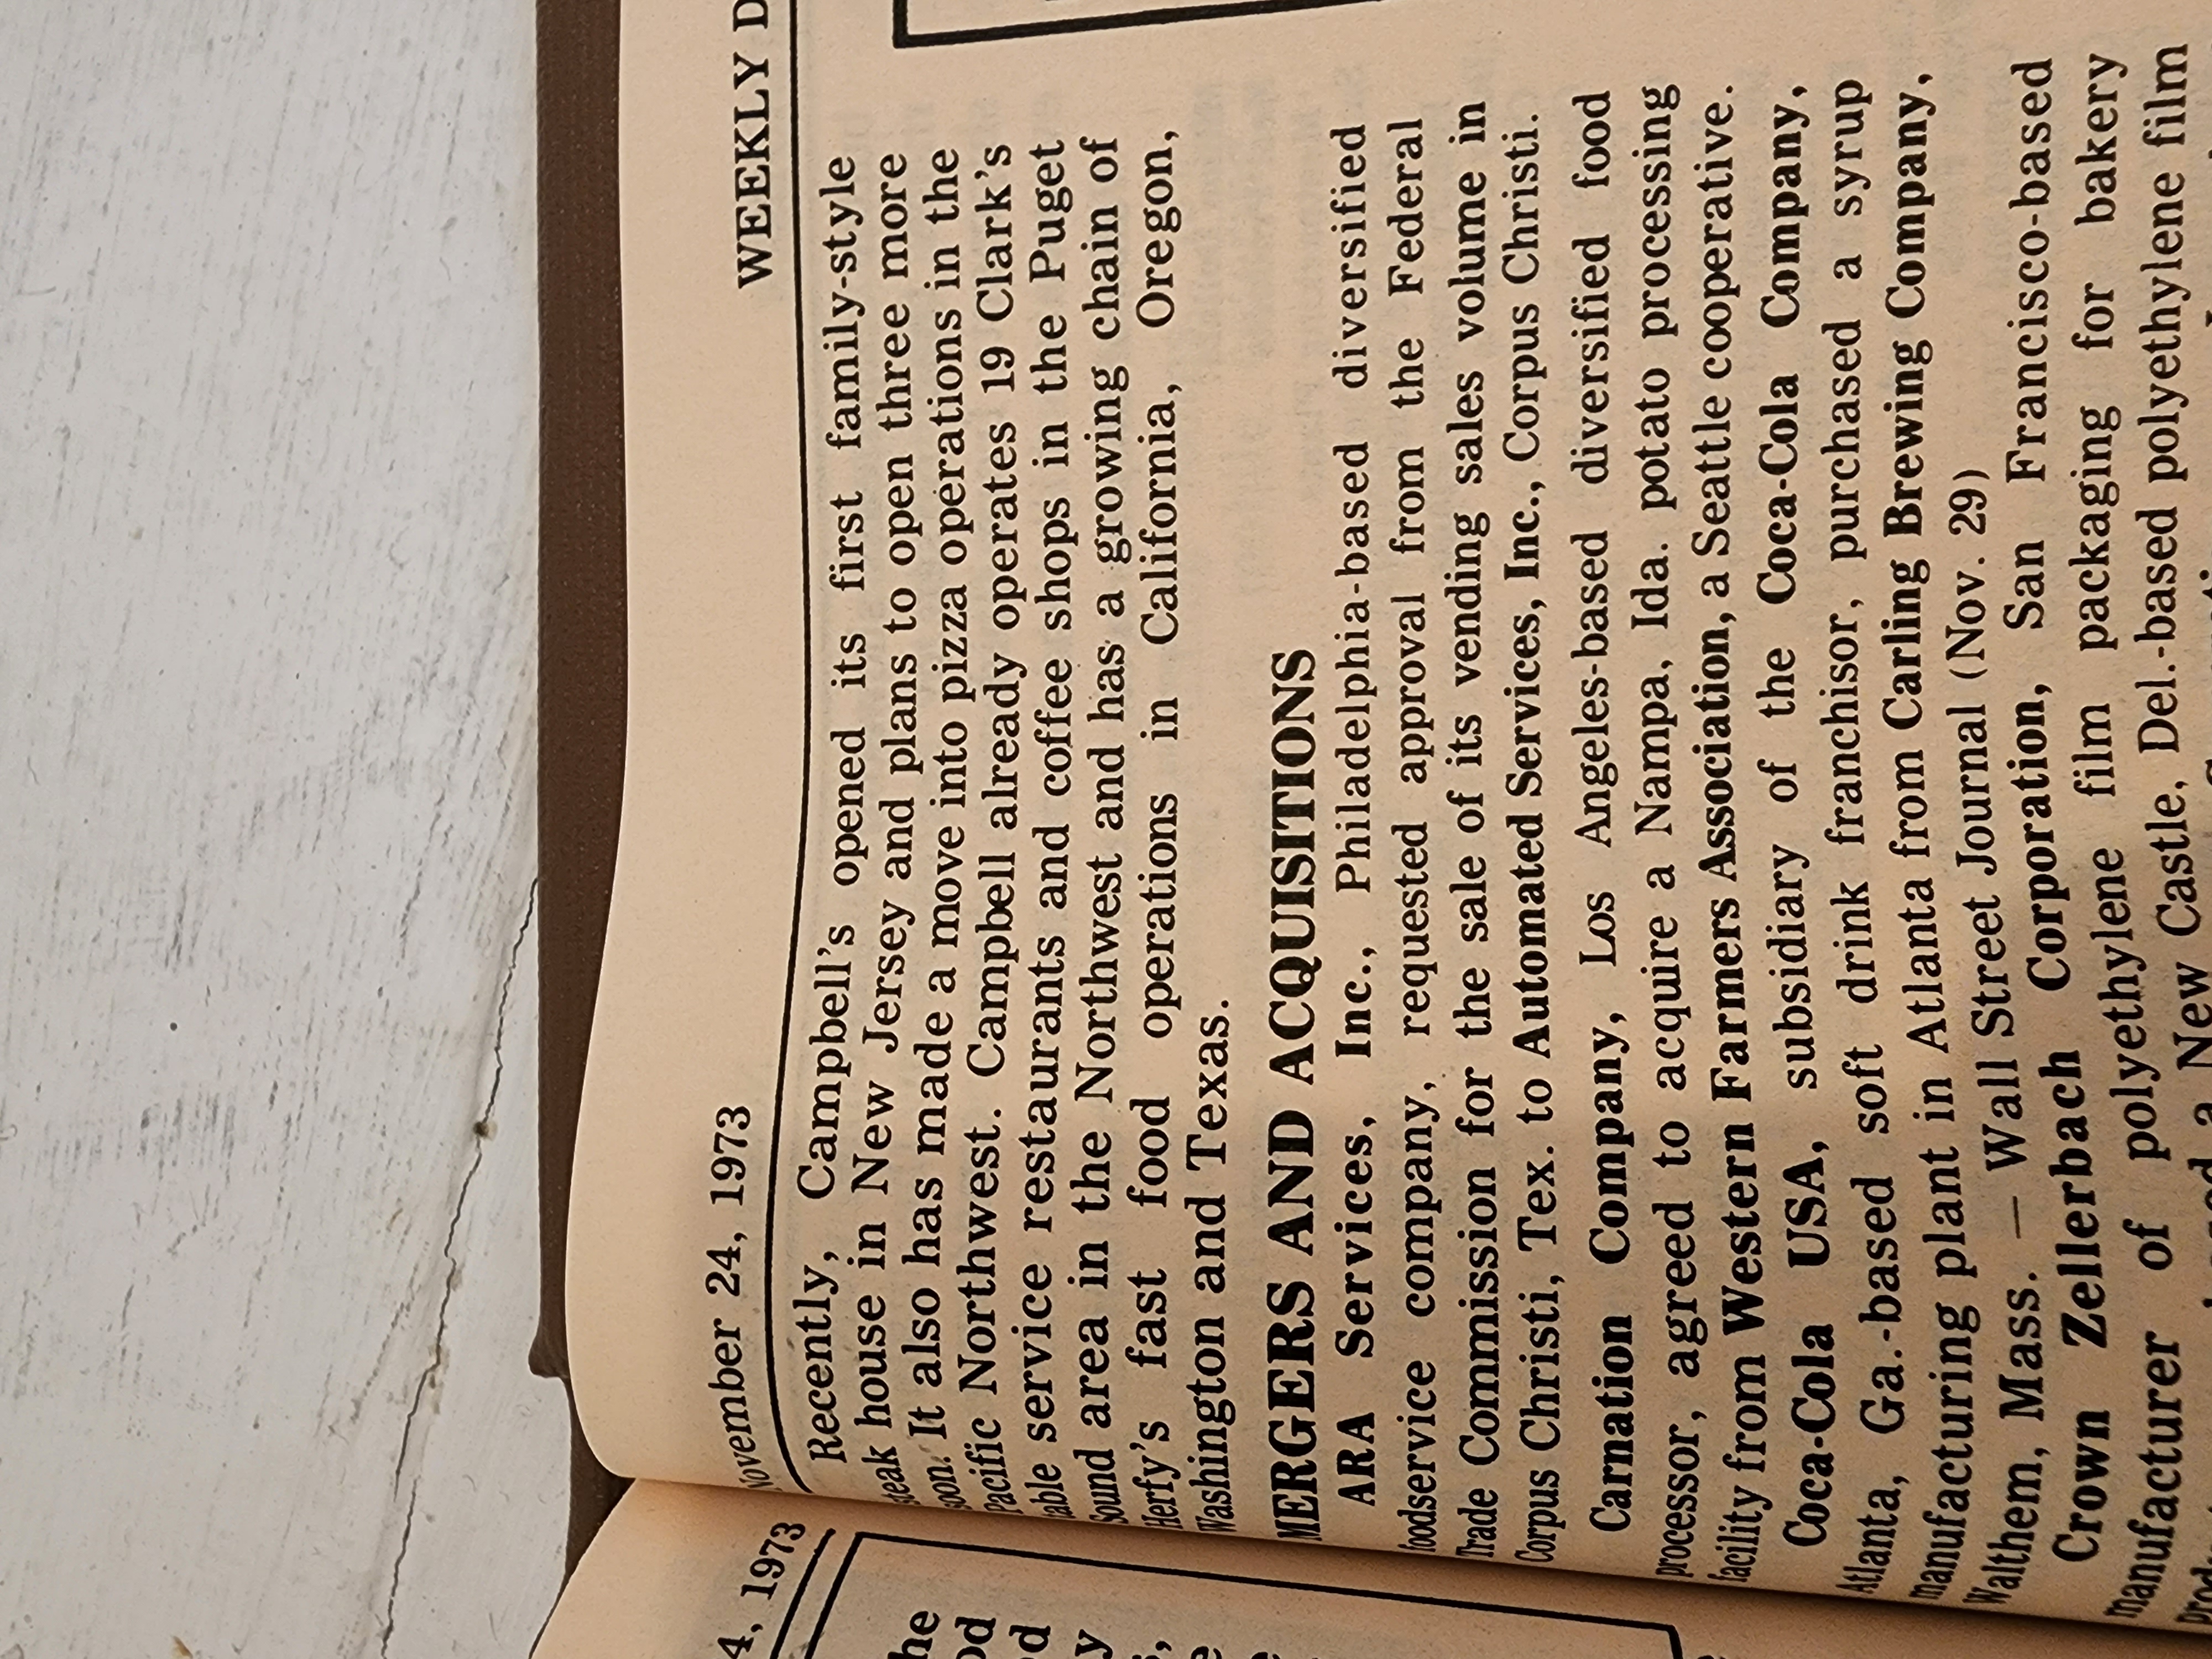 November 24, 1973
WEEKLY D
Recently, Campbell's opened its first family-style
steak house in New Jersey and plans to open three more
soon. It also has made a move into pizza operations in the
Pacific Northwest. Campbell already operates 19 Clark's
table service restaurants and coffee shops in the Puget
Sound area in the Northwest and has a growing chain of
Herfy's fast food operations in California, Oregon,
Washington and Texas.
MERGERS AND ACQUISITIONS
ARA Services, Inc., Philadelphia-based diversified
foodservice company, requested approval from the Federal
Trade Commission for the sale of its vending sales volume in
Corpus Christi, Tex. to Automated Services, Inc., Corpus Christi.
Carnation Company, Los Angeles-based diversified food
processor, agreed to acquire a Nampa, Ida. potato processing
facility from Western Farmers Association, a Seattle cooperative.
Coca-Cola USA, subsidiary of the Coca-Cola Company,
Atlanta, Ga.-based soft drink franchisor, purchased a syrup
manufacturing plant in Atlanta from Carling Brewing Company,
Walthem, Mass. — Wall Street Journal (Nov. 29)
Crown Zellerbach Corporation, San Francisco-based
manufacturer of polyethylene film packaging for bakery
a New Castle, Del.-based polyethylene film
4, 1973